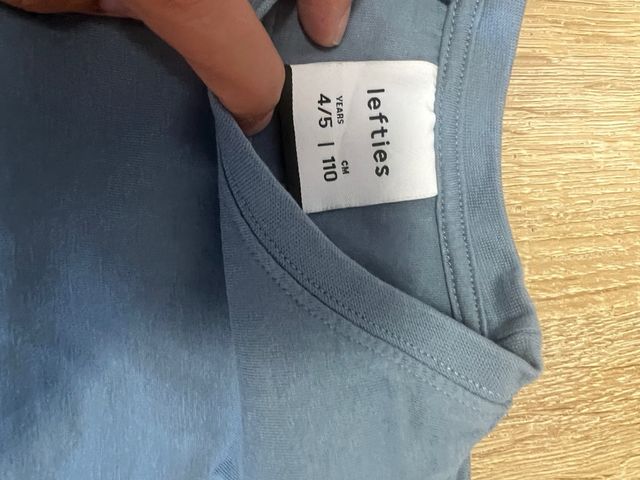 lefties
YEARS CM
4/5 | 110